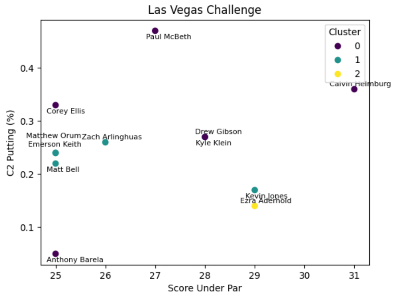 Las Vegas Challenge
Cluster
0
1
2
Paul McBeth
Calvin Heimburg
Corey Ellis
Drew Gibson
Matthew Orum
Zach Arlinghuas
Kyle Klein
Emerson Keith
Matt Bell
Kevin Jones
Ezra Aderhold
Anthony Barela
C2 Putting (%)
0.4
0.3
0.2
0.1
25 26 27 28 29 30 31
Score Under Par